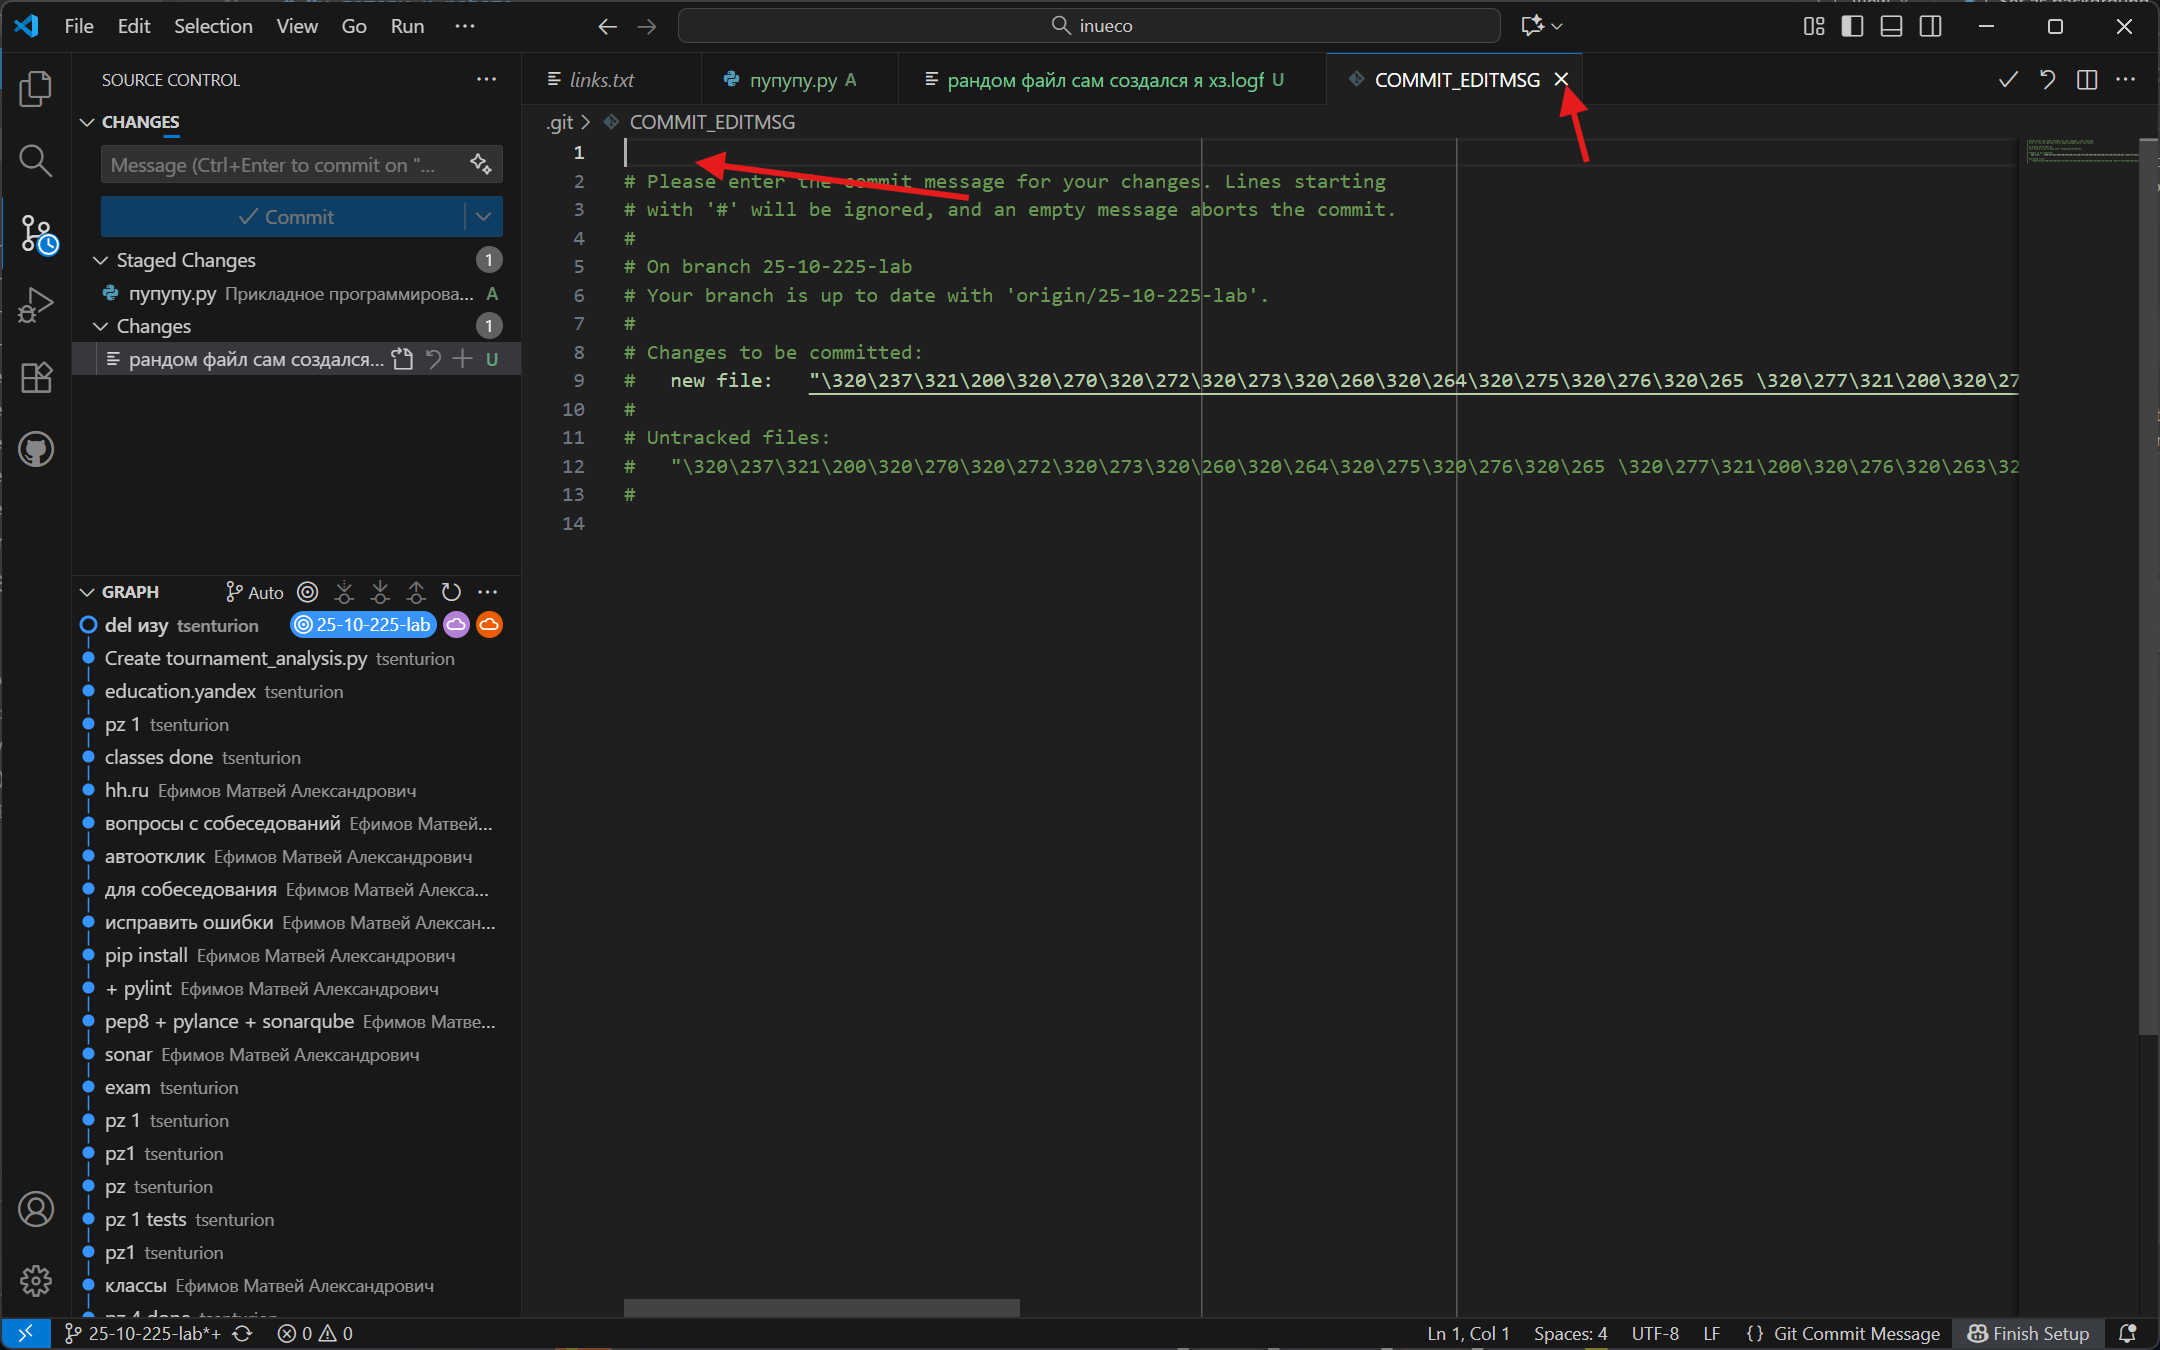 File Edit Selection View Go Run ···
inueco
SOURCE CONTROL
links.txt
пупупу.py A
рандом файл сам создался я хз.logf U
COMMIT_EDITMSG
CHANGES
.git > COMMIT_EDITMSG
Message (Ctrl+Enter to commit on "...
Commit
Staged Changes 1
пупупу.py Прикладное программирова... A
Changes 1
рандом файл сам создался... U
1
2 # Please enter the commit message for your changes. Lines starting
3 # with '#' will be ignored, and an empty message aborts the commit.
4 #
5 # On branch 25-10-225-lab
6 # Your branch is up to date with 'origin/25-10-225-lab'.
7 #
8 # Changes to be committed:
9 # new file: "\320\237\321\200\320\270\320\272\320\273\320\260\320\264\320\275\320\276\320\265 \320\277\321\200\320\27
10 #
11 # Untracked files:
12 # "\320\237\321\200\320\270\320\272\320\273\320\260\320\264\320\275\320\276\320\265 \320\277\321\200\320\276\320\263\32
13 #
14
GRAPH Auto
del изу tsenturion 25-10-225-lab
Create tournament_analysis.py tsenturion
education.yandex tsenturion
pz 1 tsenturion
classes done tsenturion
hh.ru Ефимов Матвей Александрович
вопросы с собеседований Ефимов Матвей...
автоотклик Ефимов Матвей Александрович
для собеседования Ефимов Матвей Алекса...
исправить ошибки Ефимов Матвей Алексан...
pip install Ефимов Матвей Александрович
+ pylint Ефимов Матвей Александрович
pep8 + pylance + sonarqube Ефимов Матве...
sonar Ефимов Матвей Александрович
exam tsenturion
pz 1 tsenturion
pz1 tsenturion
pz tsenturion
pz 1 tests tsenturion
pz1 tsenturion
классы Ефимов Матвей Александрович
pz 4 done tsenturion
25-10-225-lab*+ 0 0
Ln 1, Col 1 Spaces: 4 UTF-8 LF {} Git Commit Message Finish Setup